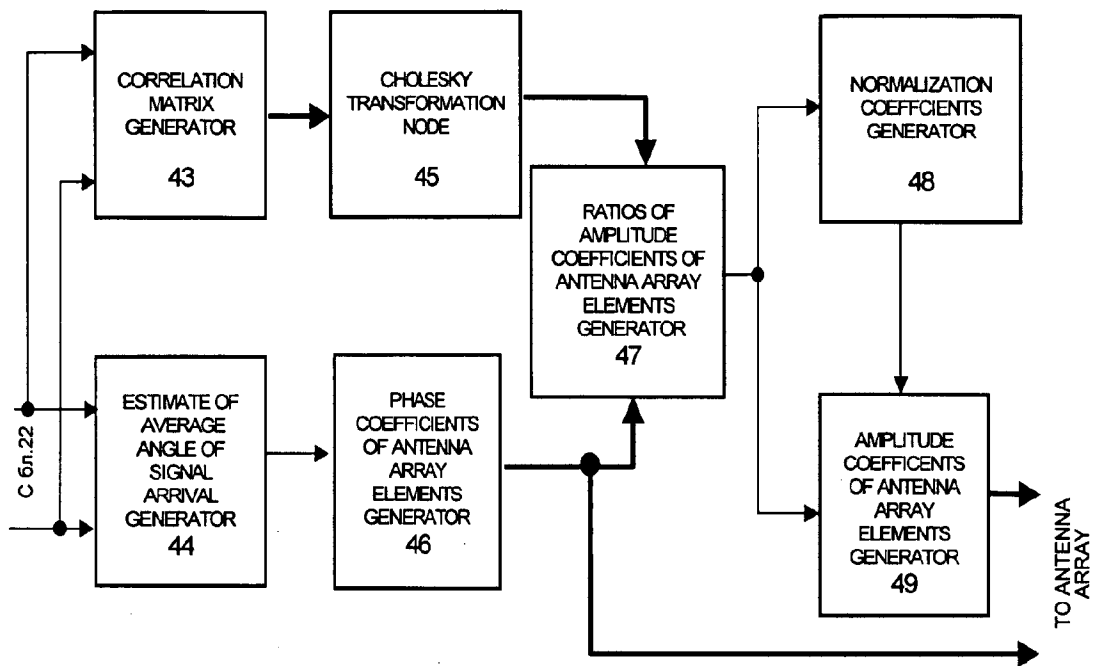 CORRELATION
MATRIX
GENERATOR
43
CHOLESKY
TRANSFORMATION
NODE
45
NORMALIZATION
COEFFCIENTS
GENERATOR
48
RATIOS OF
AMPLITUDE
COEFFICIENTS OF
ANTENNA ARRAY
ELEMENTS
GENERATOR
47
С бл.22
ESTIMATE OF
AVERAGE
ANGLE OF
SIGNAL
ARRIVAL
GENERATOR
44
PHASE
COEFFICIENTS
OF ANTENNA
ARRAY
ELEMENTS
GENERATOR
46
AMPLITUDE
COEFFICENTS
OF ANTENNA
ARRAY
ELEMENTS
GENERATOR
49
TO ANTENNA
ARRAY